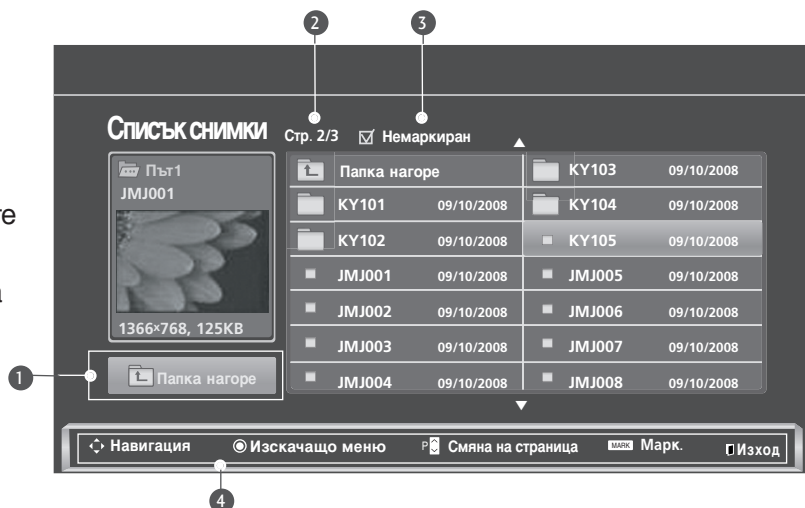 2 3
Списък снимки Стр. 2/3 Немаркиран
Път1
JMJ001
1366×768, 125KB
1 Папка нагоре
Папка нагоре
KY101 09/10/2008
KY102 09/10/2008
JMJ001 09/10/2008
JMJ002 09/10/2008
JMJ003 09/10/2008
JMJ004 09/10/2008
KY103 09/10/2008
KY104 09/10/2008
KY105 09/10/2008
JMJ005 09/10/2008
JMJ006 09/10/2008
JMJ007 09/10/2008
JMJ008 09/10/2008
Навигация Изскачащо меню P Смяна на страница MARK Марк. Изход
4